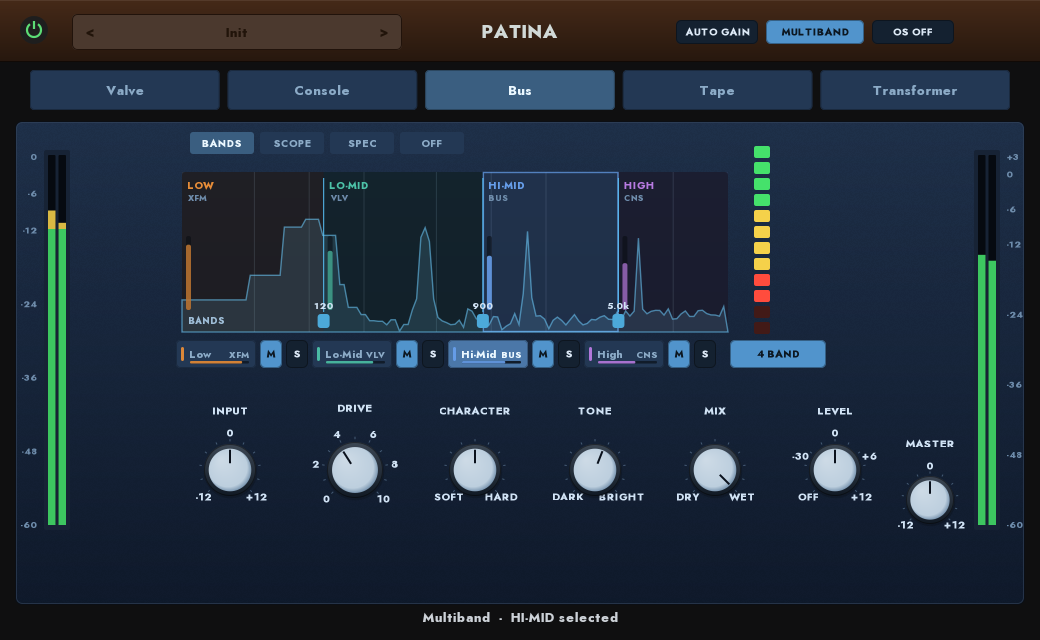 < Init >
PATINA
AUTO GAIN MULTIBAND OS OFF
Valve Console Bus Tape Transformer
BANDS SCOPE SPEC OFF
LOW LO-MID HI-MID HIGH
XFM VLV BUS CNS
120 900 5.0k
BANDS
Low XFM M S Lo-Mid VLV M S Hi-Mid BUS M S High CNS M S 4 BAND
0
-6
-12
-24
-36
-48
-60
+3
0
-6
-12
-24
-36
-48
-60
INPUT
0
-12 +12
DRIVE
4 6
2 8
0 10
CHARACTER
SOFT HARD
TONE
DARK BRIGHT
MIX
DRY WET
LEVEL
0
-30 +6
OFF +12
MASTER
0
-12 +12
Multiband - HI-MID selected